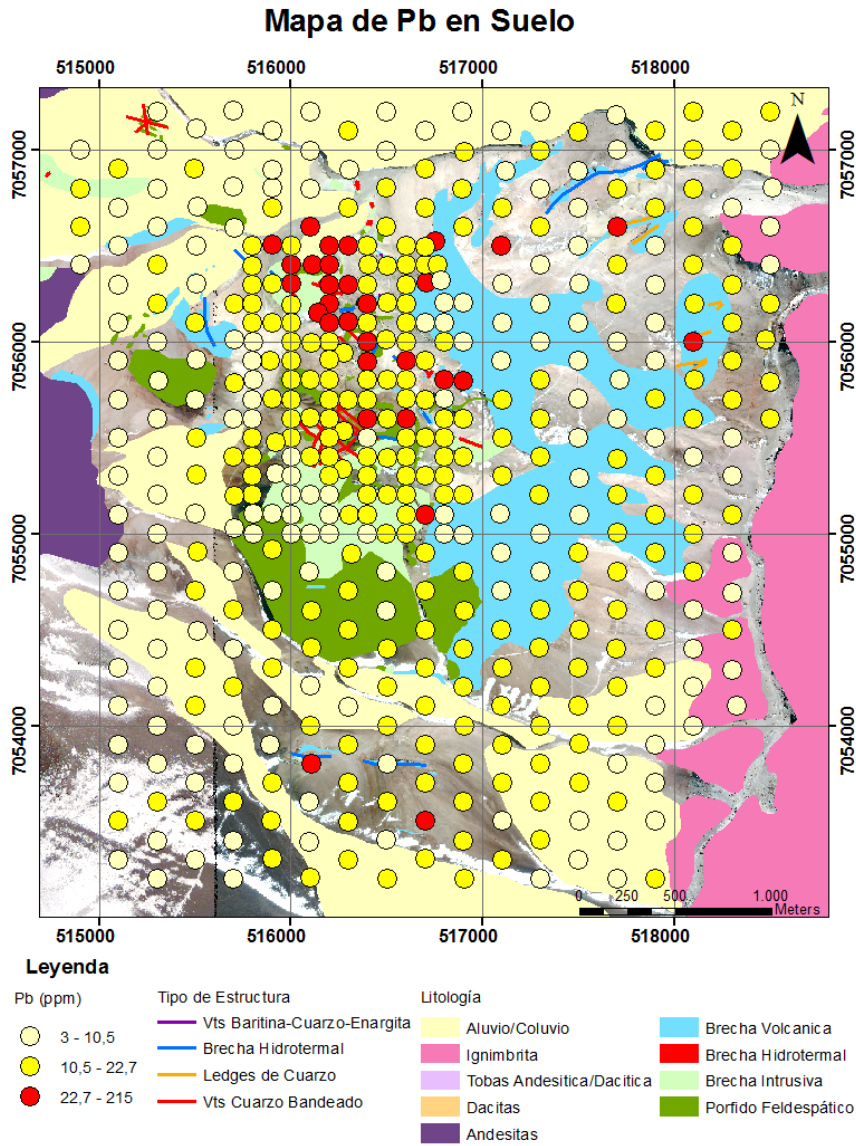 Mapa de Pb en Suelo
515000 516000 517000 518000
N
7057000 7057000
7056000 7056000
7055000 7055000
7054000 7054000
0 250 500 1.000
Meters
515000 516000 517000 518000
Leyenda
Pb (ppm)
3 - 10,5
10,5 - 22,7
22,7 - 215
Tipo de Estructura
Vts Baritina-Cuarzo-Enargita
Brecha Hidrotermal
Ledges de Cuarzo
Vts Cuarzo Bandeado
Litología
Aluvio/Coluvio
Ignimbrita
Tobas Andesitica/Dacitica
Dacitas
Andesitas
Brecha Volcanica
Brecha Hidrotermal
Brecha Intrusiva
Porfido Feldespático